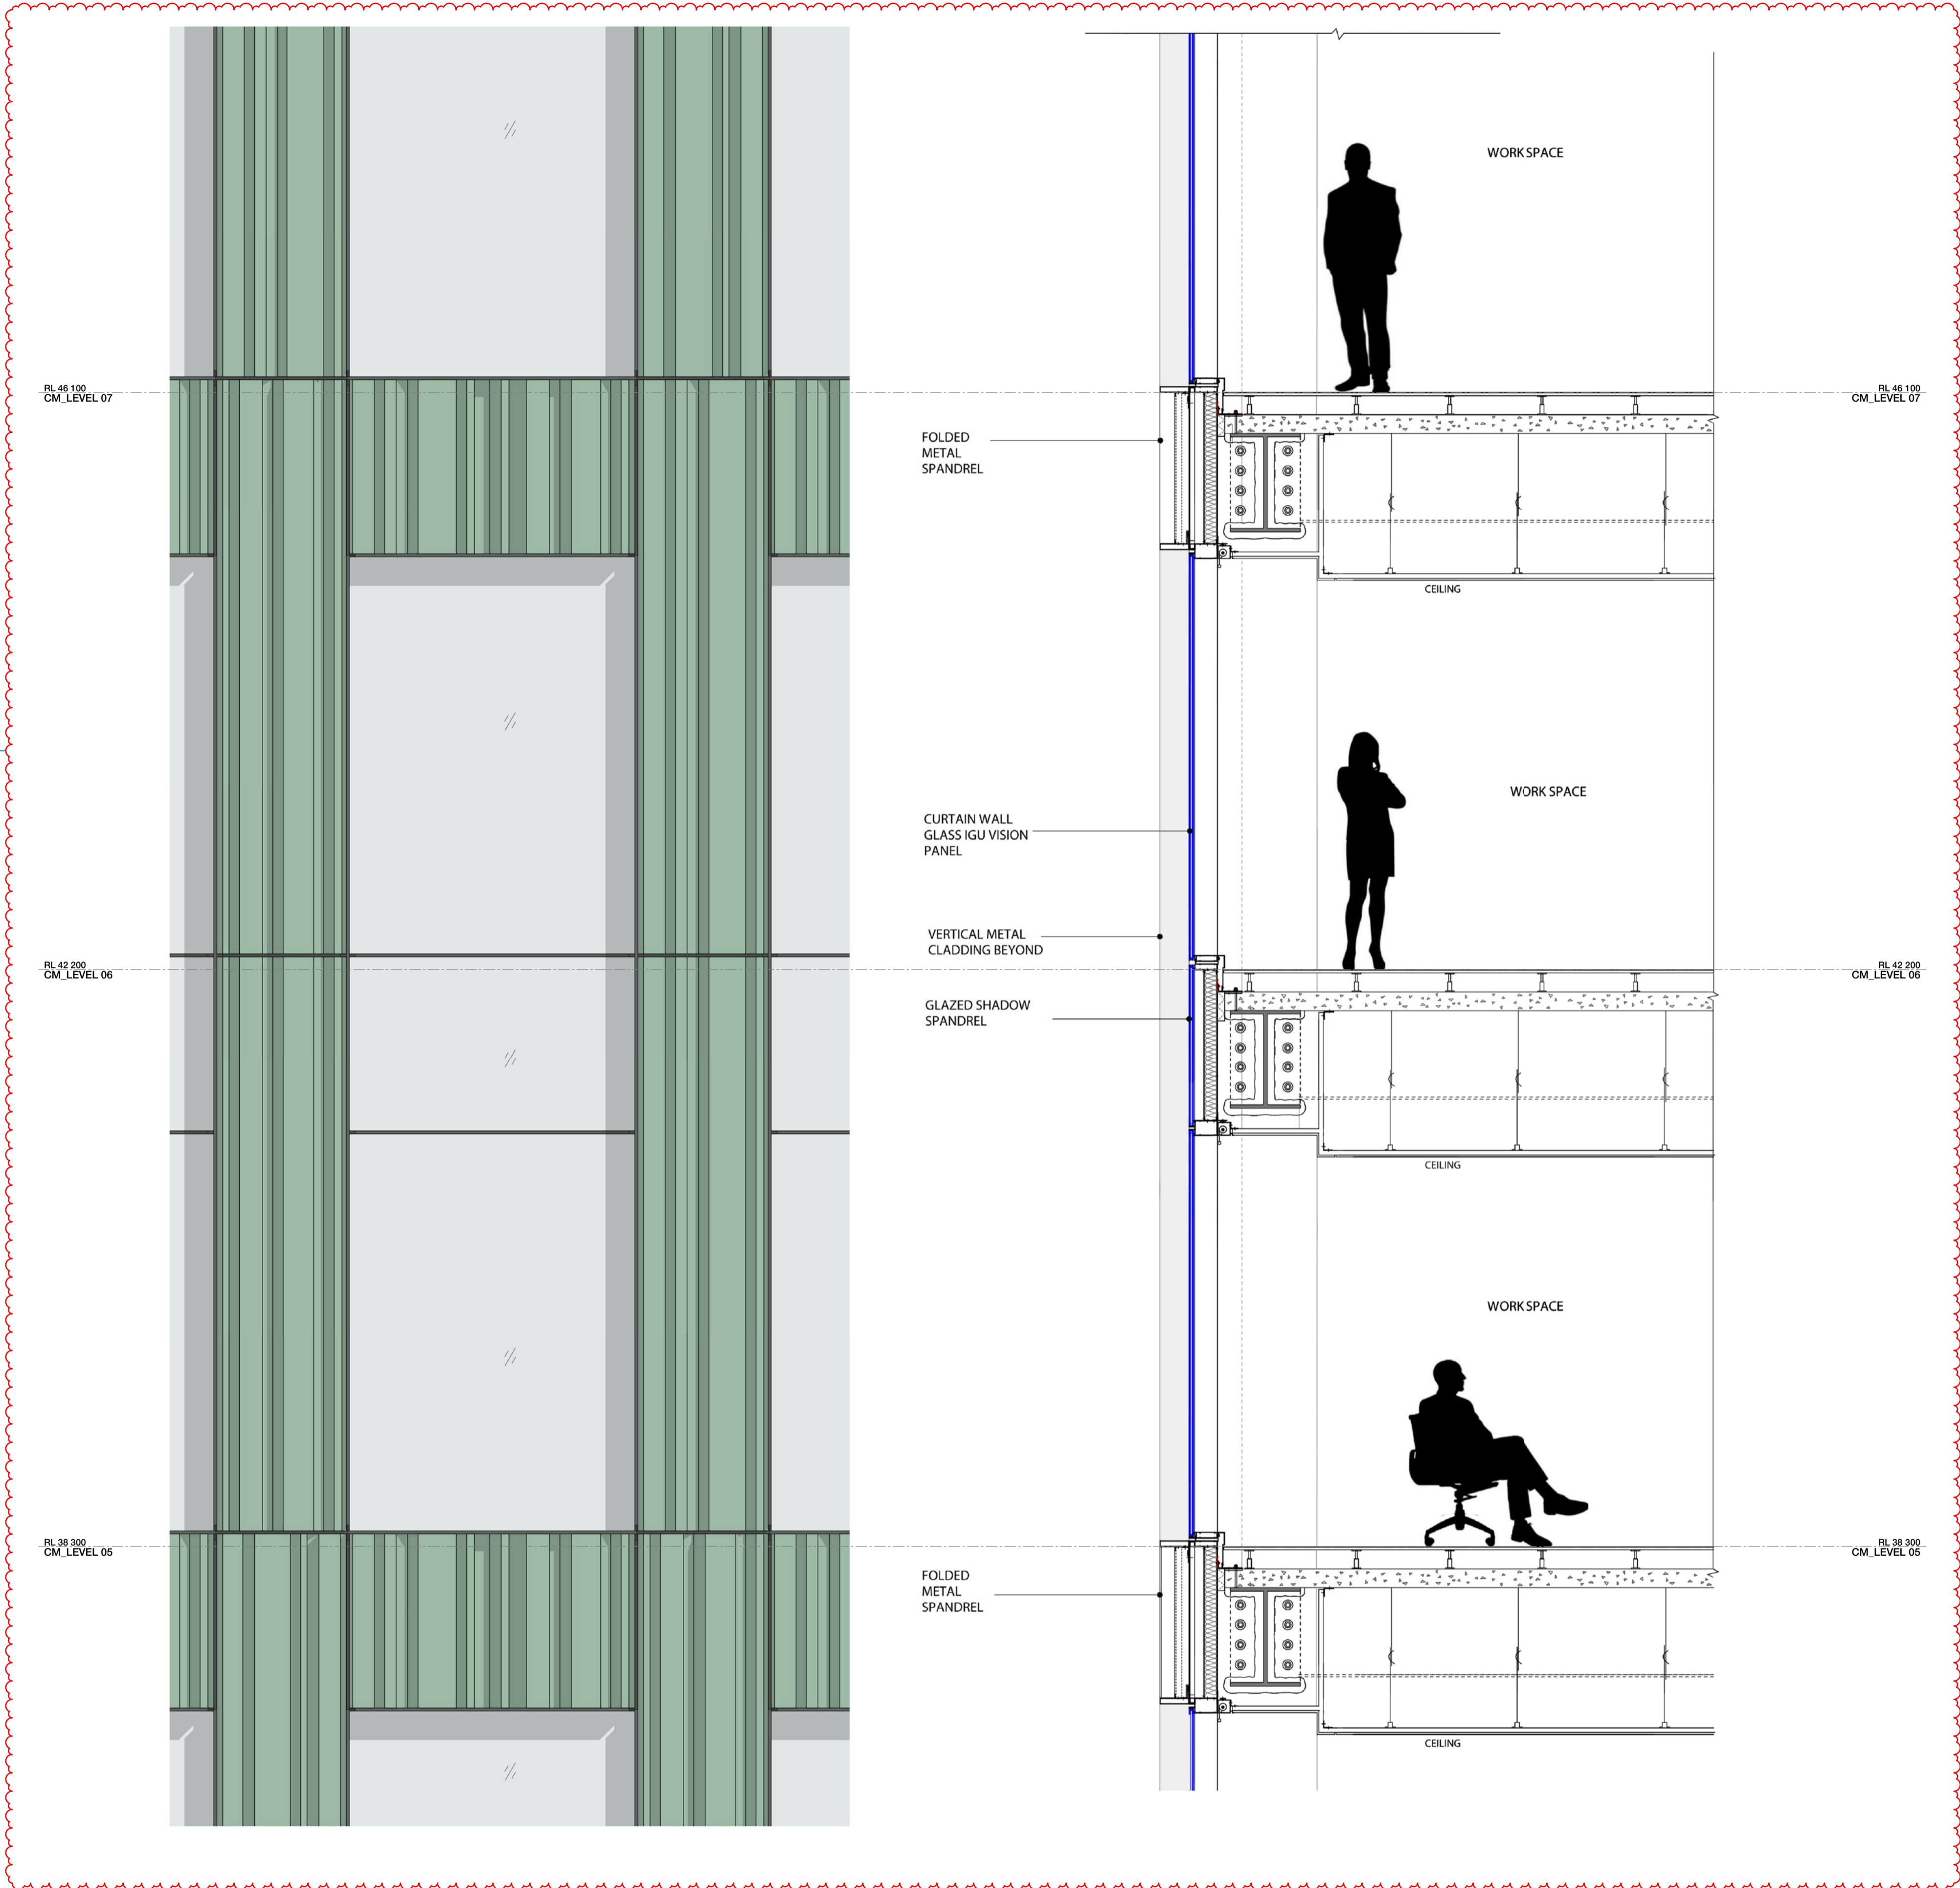 WORK SPACE
RL 46 100
CM_LEVEL 07
RL 46 100
CM_LEVEL 07
FOLDED
METAL
SPANDREL
CEILING
WORK SPACE
CURTAIN WALL
GLASS IGU VISION
PANEL
VERTICAL METAL
CLADDING BEYOND
RL 42 200
CM_LEVEL 06
RL 42 200
CM_LEVEL 06
GLAZED SHADOW
SPANDREL
CEILING
WORK SPACE
RL 38 300
CM_LEVEL 05
RL 38 300
CM_LEVEL 05
FOLDED
METAL
SPANDREL
CEILING